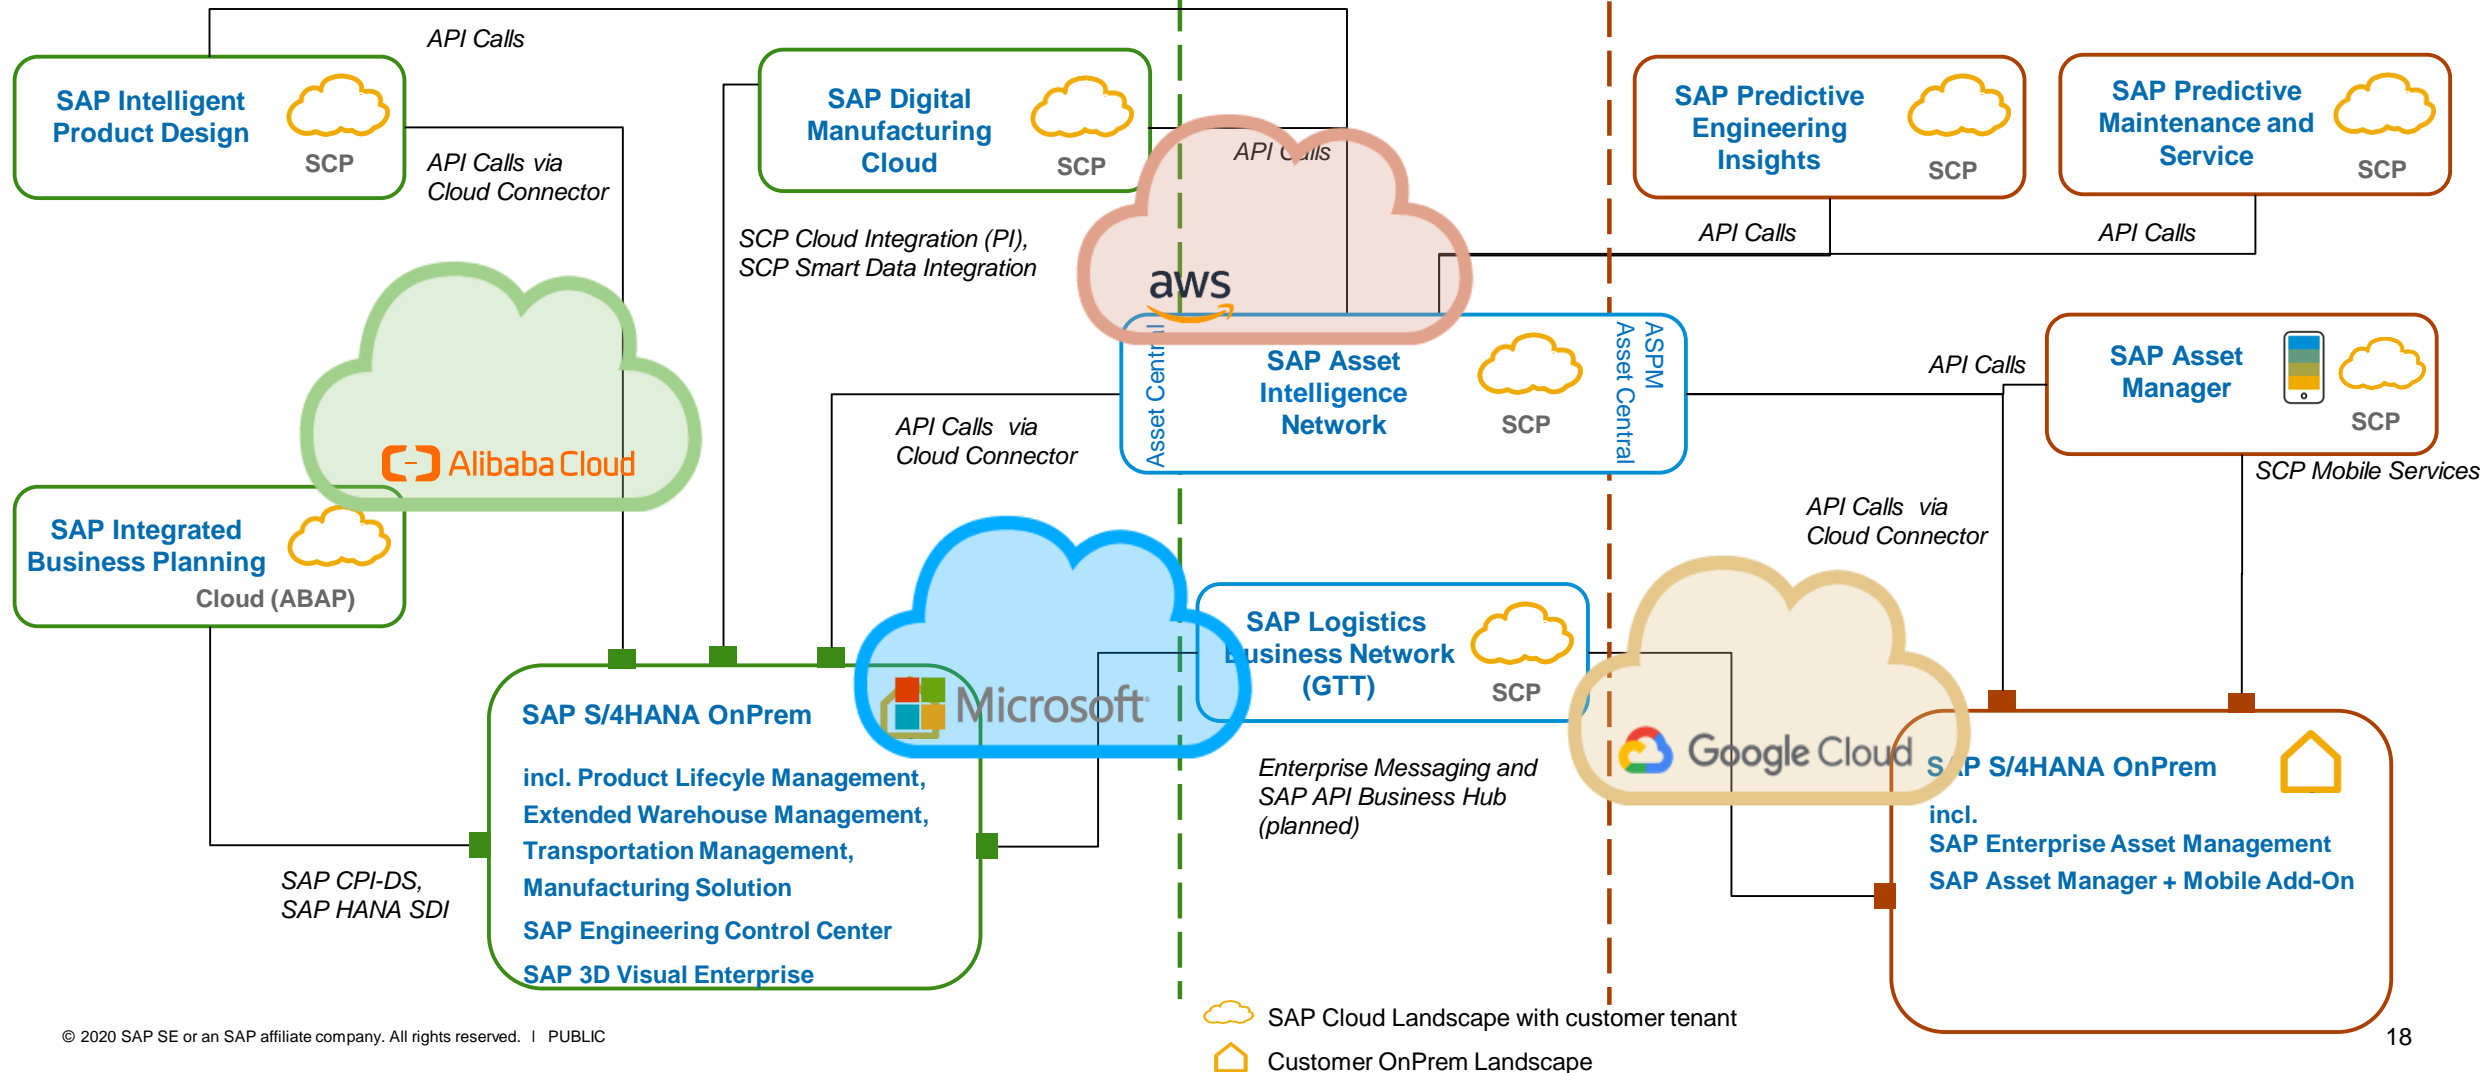 API Calls
SAP Intelligent
Product Design
SCP
API Calls via
Cloud Connector
SAP Digital
Manufacturing
Cloud
SCP
API Calls
SCP Cloud Integration (PI),
SCP Smart Data Integration
SAP Predictive
Engineering
Insights
SCP
API Calls
SAP Predictive
Maintenance and
Service
SCP
API Calls
aws
Alibaba Cloud
Asset Central
SAP Asset
Intelligence
Network
SCP
ASPM
Asset Central
API Calls via
Cloud Connector
API Calls
SAP Asset
Manager
SCP
SCP Mobile Services
API Calls via
Cloud Connector
SAP Integrated
Business Planning
Cloud (ABAP)
SAP CPI-DS,
SAP HANA SDI
SAP S/4HANA OnPrem
incl. Product Lifecyle Management,
Extended Warehouse Management,
Transportation Management,
Manufacturing Solution
SAP Engineering Control Center
SAP 3D Visual Enterprise
Microsoft
SAP Logistics
Business Network
(GTT)
SCP
Enterprise Messaging and
SAP API Business Hub
(planned)
Google Cloud
SAP S/4HANA OnPrem
incl.
SAP Enterprise Asset Management
SAP Asset Manager + Mobile Add-On
SAP Cloud Landscape with customer tenant
Customer OnPrem Landscape
© 2020 SAP SE or an SAP affiliate company. All rights reserved. ǀ PUBLIC
18